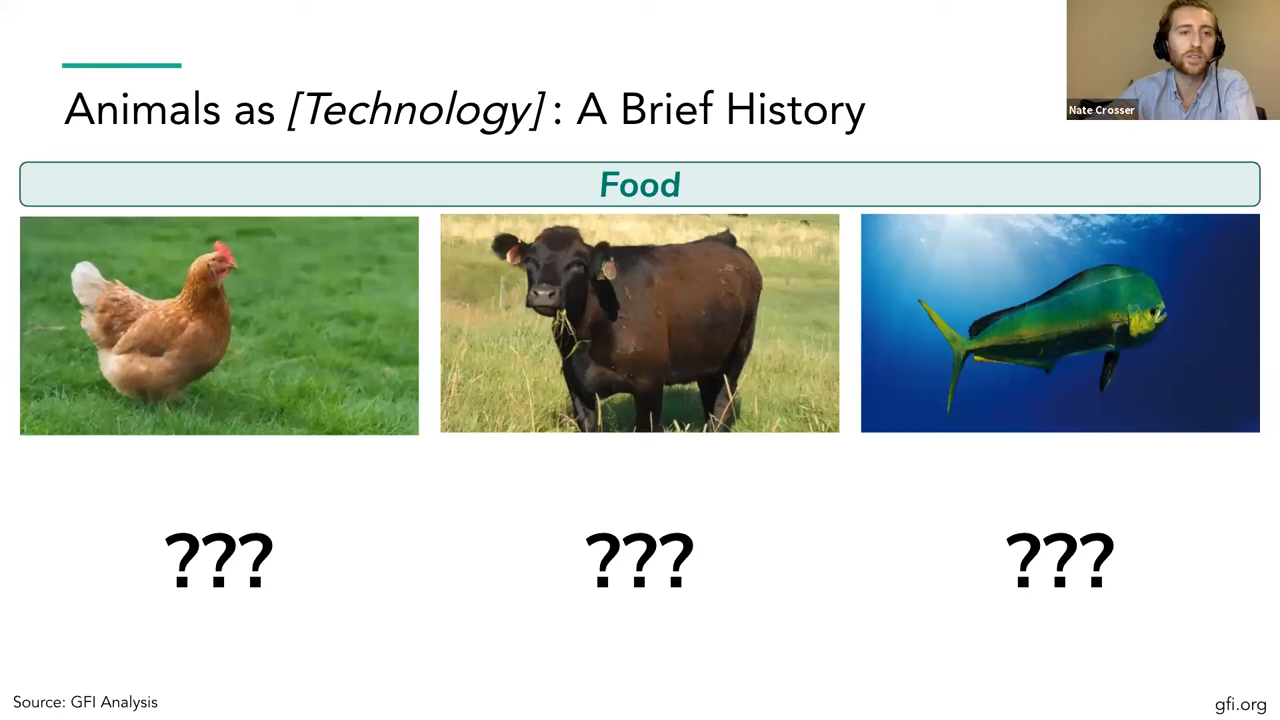 Nate Crosser
Animals as [Technology] : A Brief History
Food
??? ??? ???
Source: GFI Analysis
gfi.org